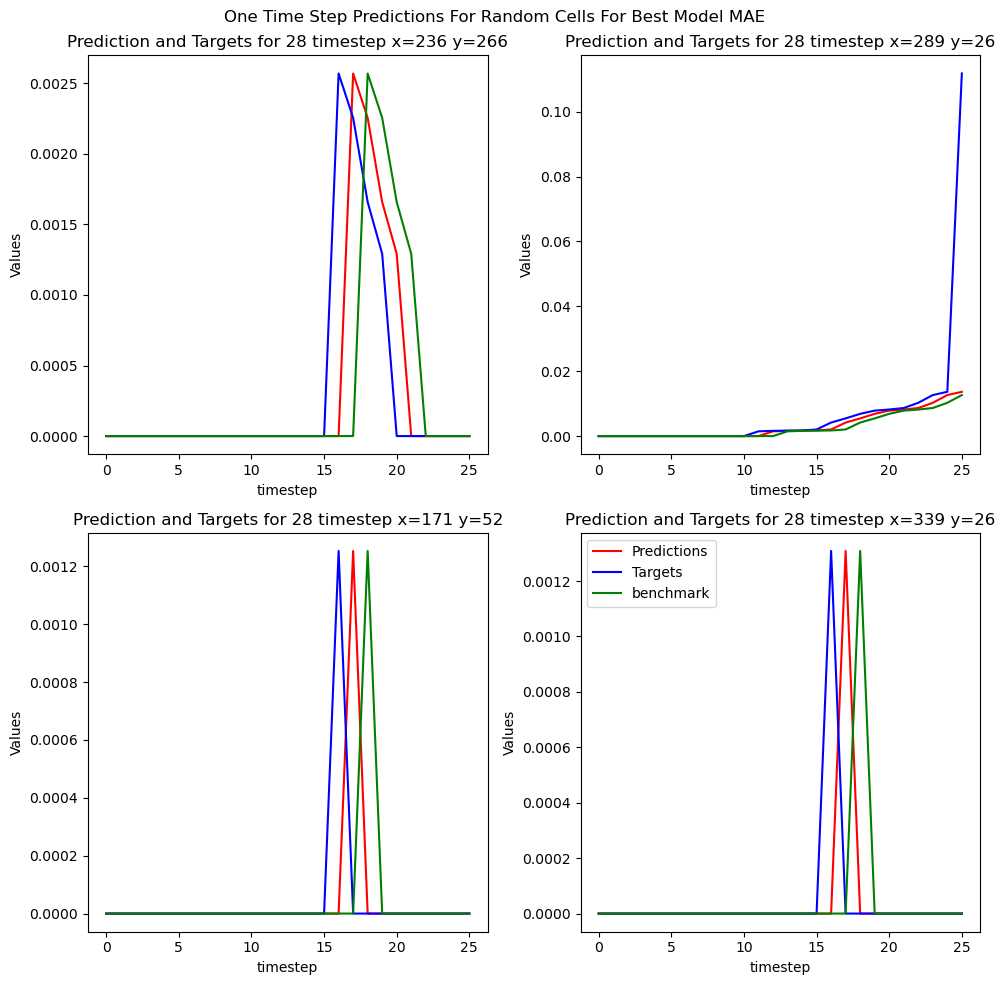 One Time Step Predictions For Random Cells For Best Model MAE
Prediction and Targets for 28 timestep x=236 y=266
0.0025
0.0020
0.0015
0.0010
0.0005
0.0000
Values
0 5 10 15 20 25
timestep
Prediction and Targets for 28 timestep x=289 y=26
0.10
0.08
0.06
0.04
0.02
0.00
Values
0 5 10 15 20 25
timestep
Prediction and Targets for 28 timestep x=171 y=52
0.0012
0.0010
0.0008
0.0006
0.0004
0.0002
0.0000
Values
0 5 10 15 20 25
timestep
Prediction and Targets for 28 timestep x=339 y=26
Predictions
Targets
benchmark
0.0012
0.0010
0.0008
0.0006
0.0004
0.0002
0.0000
Values
0 5 10 15 20 25
timestep